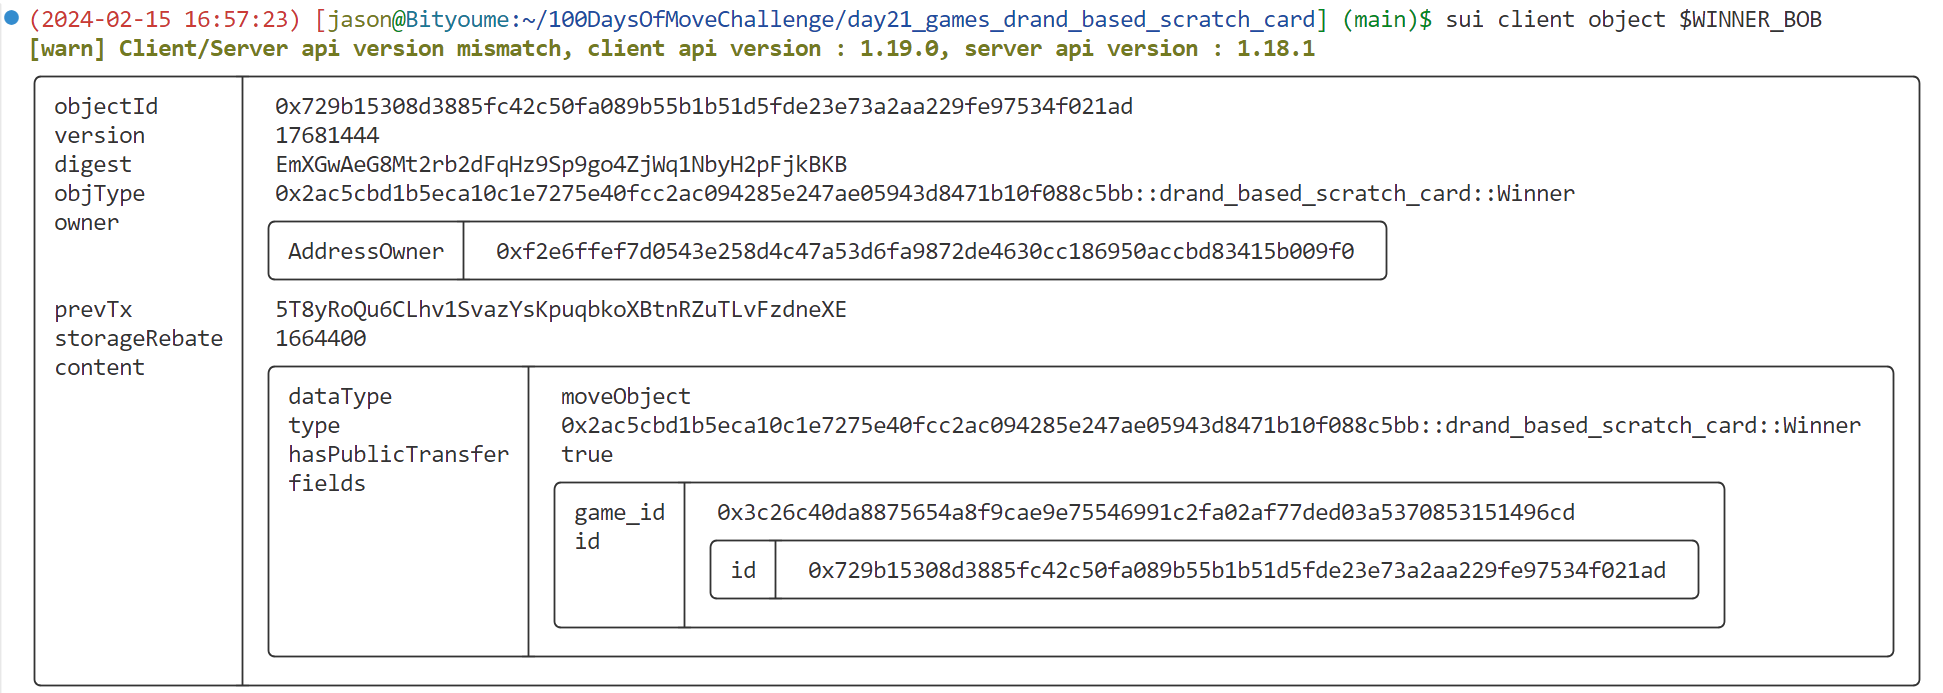 (2024-02-15 16:57:23) [jason@Bityoume:~/100DaysOfMoveChallenge/day21_games_drand_based_scratch_card] (main)$ sui client object $WINNER_BOB
[warn] Client/Server api version mismatch, client api version : 1.19.0, server api version : 1.18.1
objectId 0x729b15308d3885fc42c50fa089b55b1b51d5fde23e73a2aa229fe97534f021ad
version 17681444
digest EmXGwAeG8Mt2rb2dFqHz9Sp9go4ZjWq1NbyH2pFjkBKB
objType 0x2ac5cbd1b5eca10c1e7275e40fcc2ac094285e247ae05943d8471b10f088c5bb::drand_based_scratch_card::Winner
owner
AddressOwner 0xf2e6ffef7d0543e258d4c47a53d6fa9872de4630cc186950accbd83415b009f0
prevTx 5T8yRoQu6CLhv1SvazYsKpuqbkoXBtnRZuTLvFzdneXE
storageRebate 1664400
content
dataType moveObject
type 0x2ac5cbd1b5eca10c1e7275e40fcc2ac094285e247ae05943d8471b10f088c5bb::drand_based_scratch_card::Winner
hasPublicTransfer true
fields
game_id 0x3c26c40da8875654a8f9cae9e75546991c2fa02af77ded03a5370853151496cd
id
id 0x729b15308d3885fc42c50fa089b55b1b51d5fde23e73a2aa229fe97534f021ad